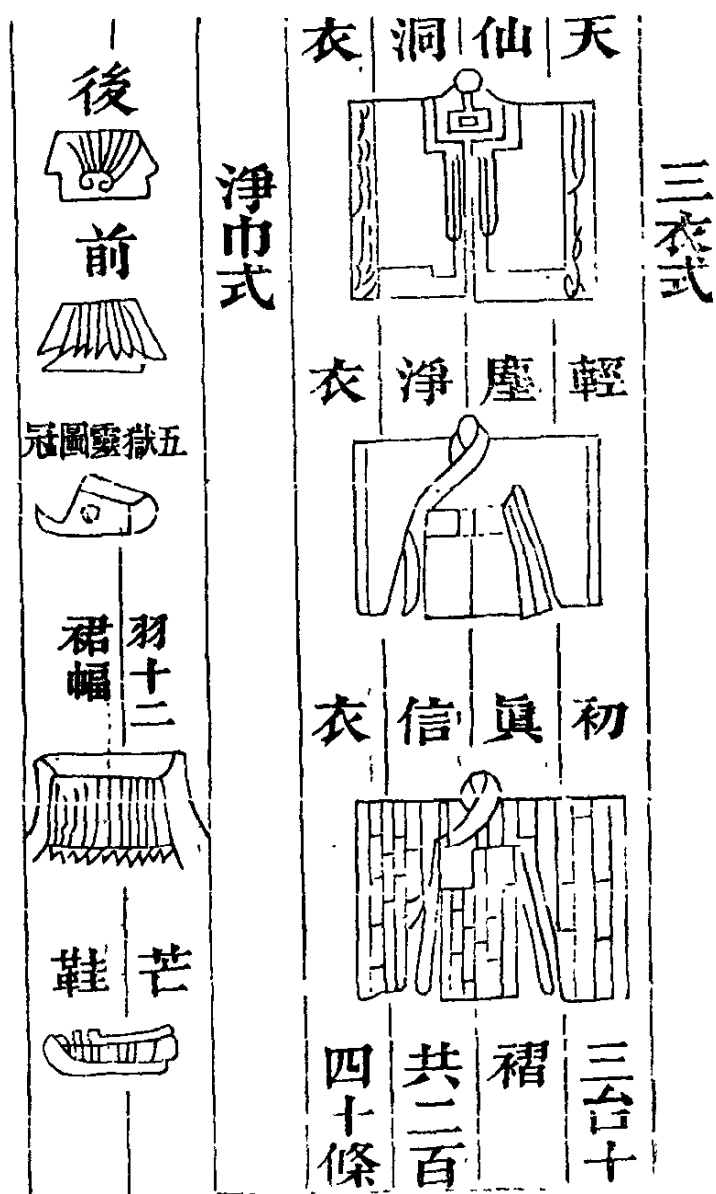 三衣式
天仙洞衣
輕塵淨衣
初眞信衣
三台十
褶
共二百
四十條
淨巾式
後
前
五獄靈圖冠
羽十二
裙幅
芒鞋